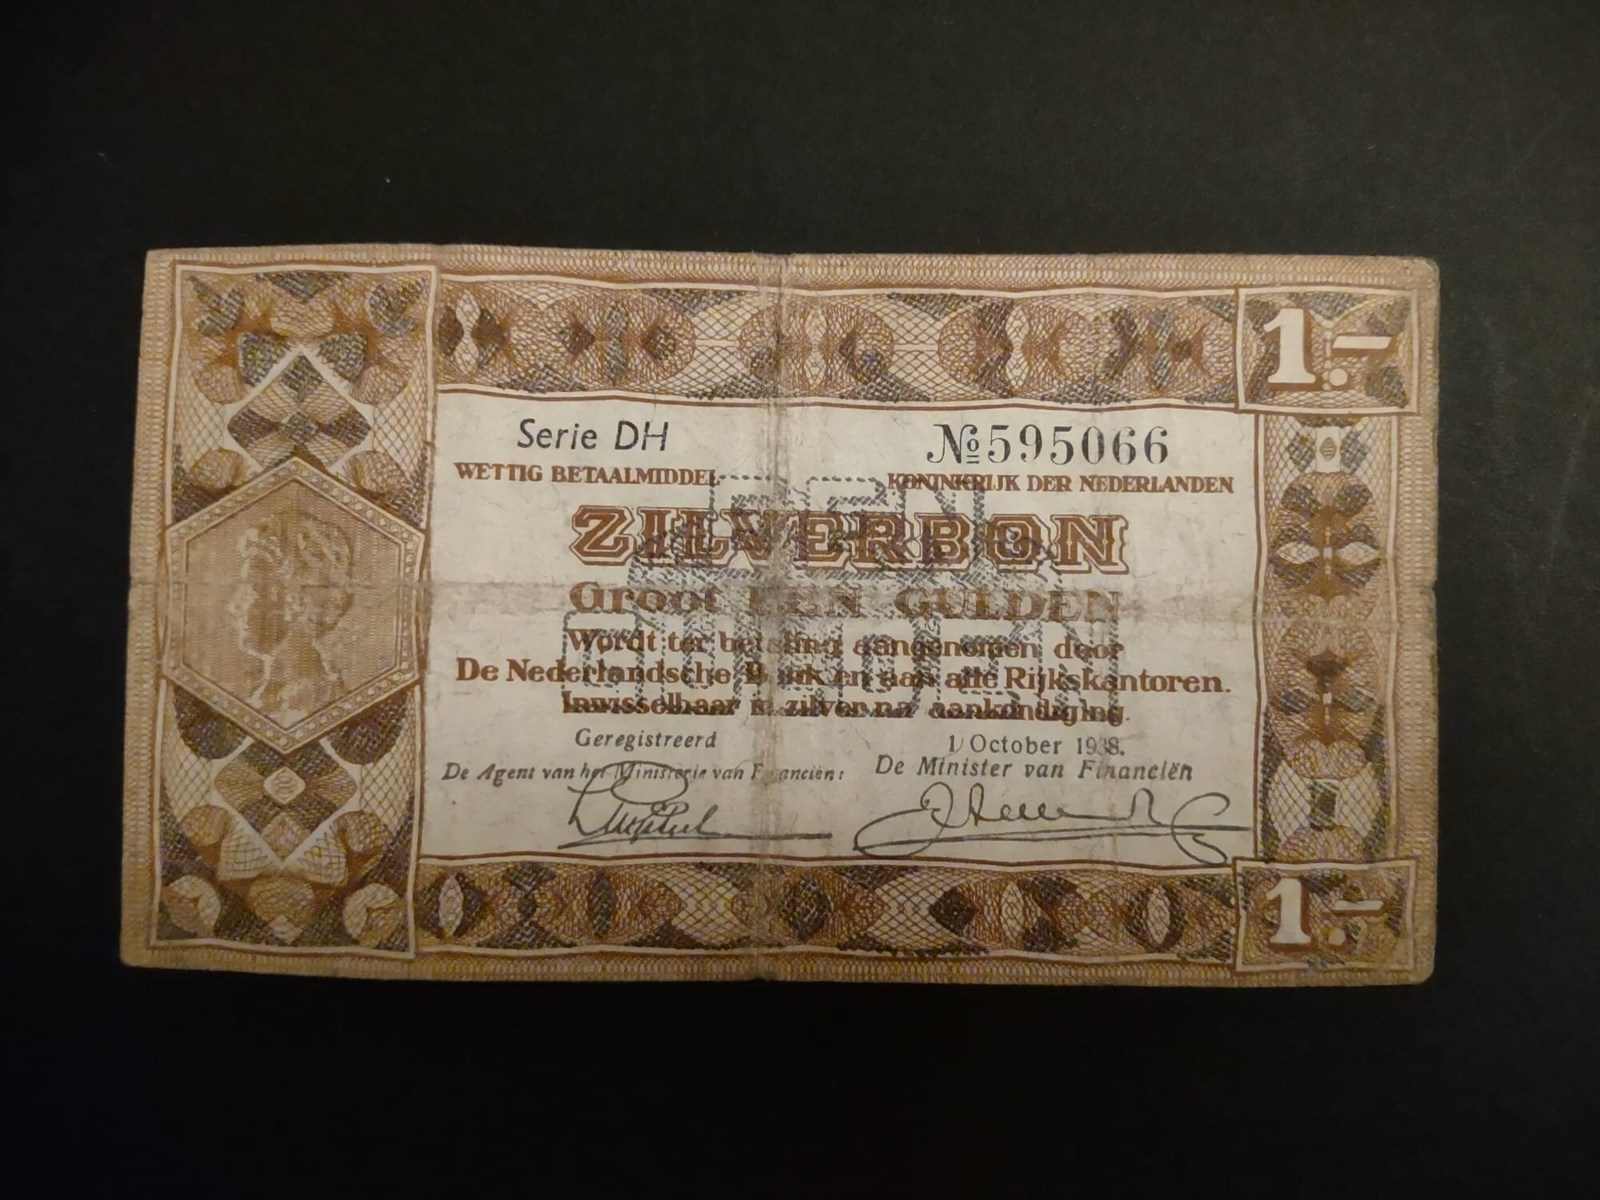 1.-
Serie DH № 595066
WETTIG BETAALMIDDEL KONINKRIJK DER NEDERLANDEN
ZILVERBON
Groot EEN GULDEN
Wordt ter betaling aangenomen door
De Nederlandsche Bank en aan alle Rijkskantoren.
Inwisselbaar in zilver na aankondiging.
Geregistreerd 1 October 1938.
De Agent van het Ministerie van Financiën: De Minister van Financiën
1.-